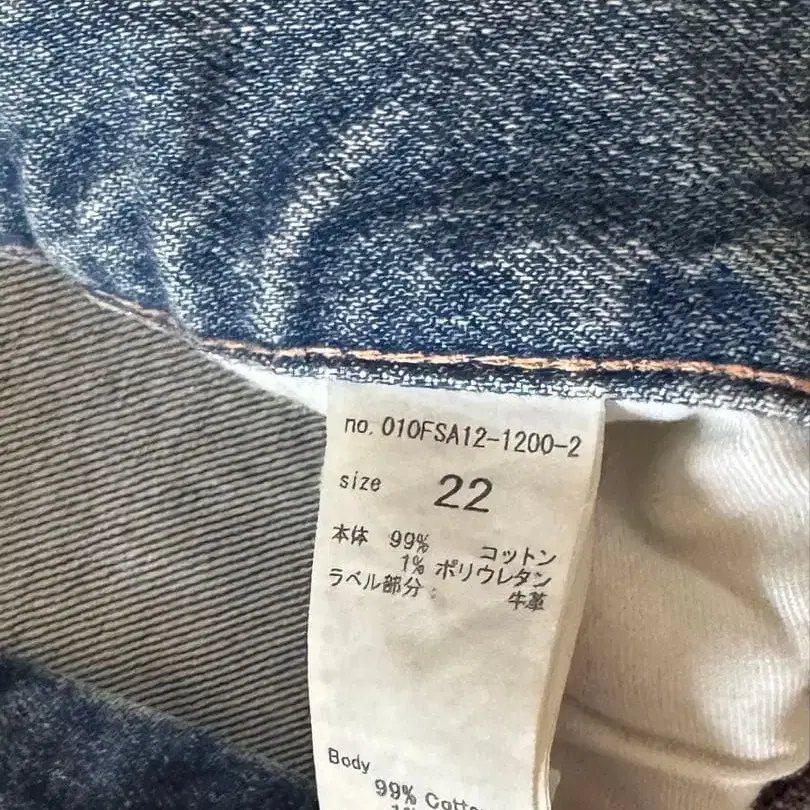 no. 010FSA12-1200-2
size 22
本体 99% コットン
1% ポリウレタン
ラベル部分: 牛革
Body
99%
1%